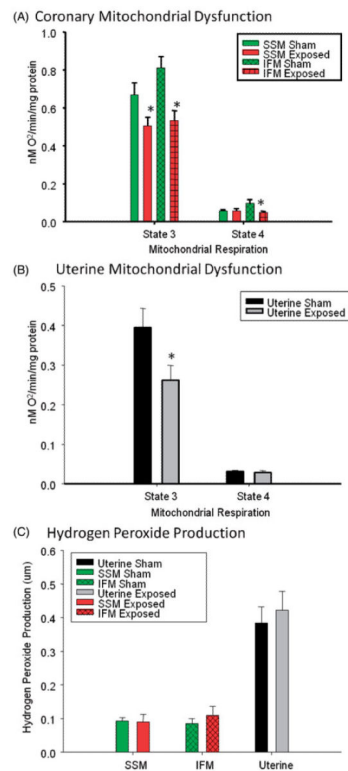 (A) Coronary Mitochondrial Dysfunction
SSM Sham
SSM Exposed
IFM Sham
IFM Exposed
nM O²/min/mg protein
0.8
0.6
0.4
0.2
0.0
*
*
*
State 3 State 4
Mitochondrial Respiration
(B) Uterine Mitochondrial Dysfunction
Uterine Sham
Uterine Exposed
nM O²/min/mg protein
0.5
0.4
0.3
0.2
0.1
0.0
*
State 3 State 4
Mitochondrial Respiration
(C) Hydrogen Peroxide Production
Uterine Sham
SSM Sham
IFM Sham
Uterine Exposed
SSM Exposed
IFM Exposed
Hydrogen Peroxide Production (um)
0.6
0.5
0.4
0.3
0.2
0.1
0.0
SSM IFM Uterine